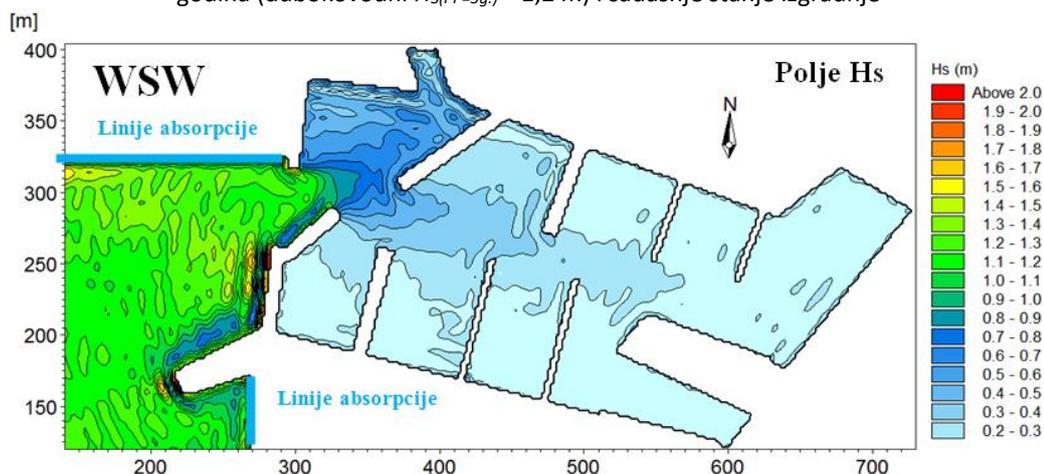 [m]
400
350
300
250
200
150
200
300
400
500
600
700
WSW
Polje Hs
Linije absorpcije
N
Linije absorpcije
Hs (m)
Above 2.0
1.9 - 2.0
1.8 - 1.9
1.7 - 1.8
1.6 - 1.7
1.5 - 1.6
1.4 - 1.5
1.3 - 1.4
1.2 - 1.3
1.1 - 1.2
1.0 - 1.1
0.9 - 1.0
0.8 - 0.9
0.7 - 0.8
0.6 - 0.7
0.5 - 0.6
0.4 - 0.5
0.3 - 0.4
0.2 - 0.3